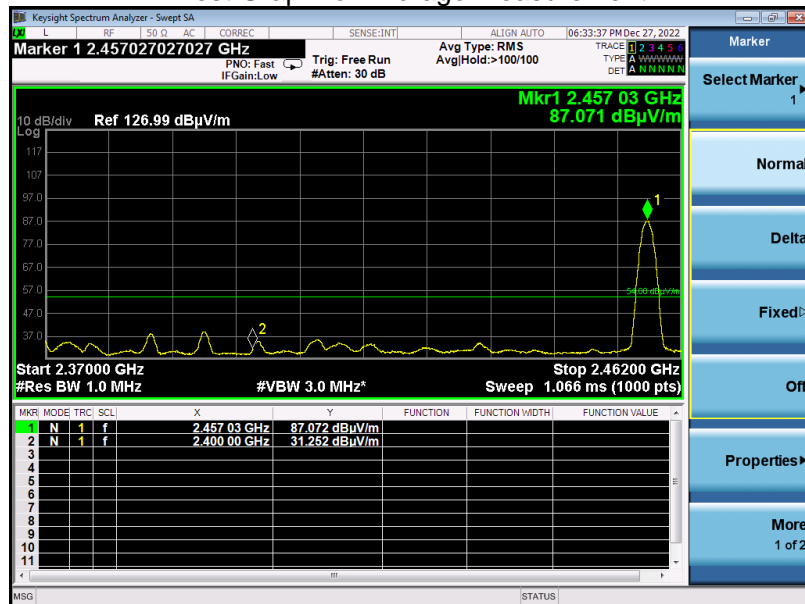 Keysight Spectrum Analyzer - Swept SA
L RF 50 Ω AC CORREC SENSE:INT ALIGN AUTO 06:33:37 PM Dec 27, 2022
Marker 1 2.457027027027 GHz
PNO: Fast
IFGain:Low
Trig: Free Run
#Atten: 30 dB
Avg Type: RMS
Avg|Hold:>100/100
TRACE 1 2 3 4 5 6
TYPE A WWWWW
DET A N N N N N
Mkr1 2.457 03 GHz
87.071 dBµV/m
10 dB/div Ref 126.99 dBµV/m
Log
117
107
97.0
87.0
77.0
67.0
57.0
47.0
37.0
1
54.00 dBµV/m
2
Start 2.37000 GHz Stop 2.46200 GHz
#Res BW 1.0 MHz #VBW 3.0 MHz* Sweep 1.066 ms (1000 pts)
MKR MODE TRC SCL X Y FUNCTION FUNCTION WIDTH FUNCTION VALUE
1 N 1 f 2.457 03 GHz 87.072 dBµV/m
2 N 1 f 2.400 00 GHz 31.252 dBµV/m
3
4
5
6
7
8
9
10
11
MSG STATUS
Marker
Select Marker
1
Normal
Delta
Fixed
Off
Properties
More
1 of 2